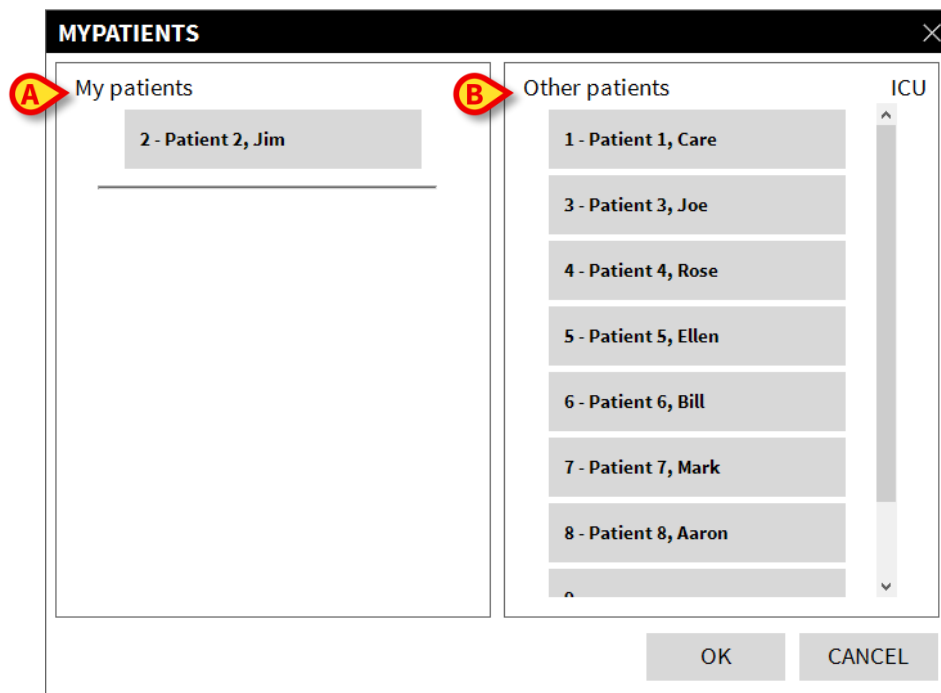 MYPATIENTS
A My patients
2 - Patient 2, Jim
B Other patients ICU
1 - Patient 1, Care
3 - Patient 3, Joe
4 - Patient 4, Rose
5 - Patient 5, Ellen
6 - Patient 6, Bill
7 - Patient 7, Mark
8 - Patient 8, Aaron
OK CANCEL